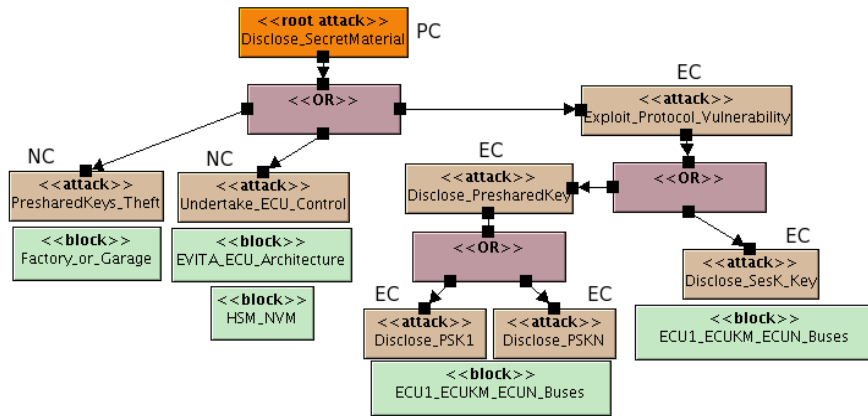 <<root attack>>
Disclose_SecretMaterial
PC
<<OR>>
EC
<<attack>>
Exploit_Protocol_Vulnerability
NC
<<attack>>
PresharedKeys_Theft
<<block>>
Factory_or_Garage
NC
<<attack>>
Undertake_ECU_Control
<<block>>
EVITA_ECU_Architecture
<<block>>
HSM_NVM
EC
<<attack>>
Disclose_PresharedKey
<<OR>>
<<OR>>
EC
<<attack>>
Disclose_PSK1
EC
<<attack>>
Disclose_PSKN
<<block>>
ECU1_ECUKM_ECUN_Buses
EC
<<attack>>
Disclose_SesK_Key
<<block>>
ECU1_ECUKM_ECUN_Buses